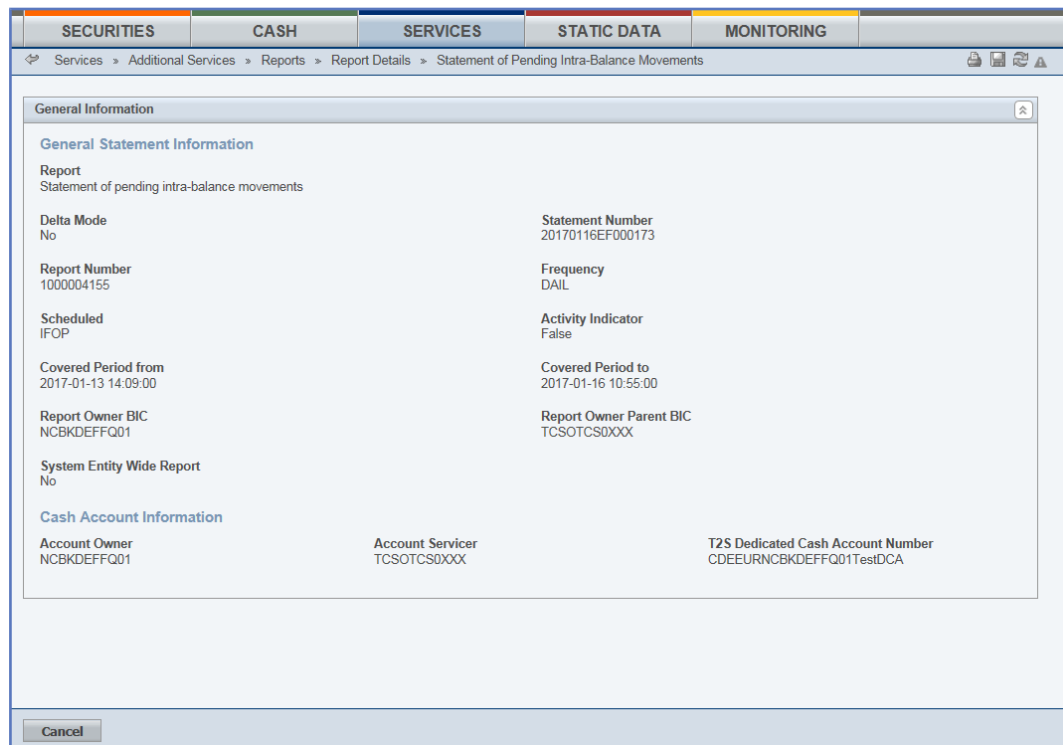 SECURITIES CASH SERVICES STATIC DATA MONITORING
Services » Additional Services » Reports » Report Details » Statement of Pending Intra-Balance Movements
General Information
General Statement Information
Report
Statement of pending intra-balance movements
Delta Mode Statement Number
No 20170116EF000173
Report Number Frequency
1000004155 DAIL
Scheduled Activity Indicator
IFOP False
Covered Period from Covered Period to
2017-01-13 14:09:00 2017-01-16 10:55:00
Report Owner BIC Report Owner Parent BIC
NCBKDEFFQ01 TCSOTCS0XXX
System Entity Wide Report
No
Cash Account Information
Account Owner Account Servicer T2S Dedicated Cash Account Number
NCBKDEFFQ01 TCSOTCS0XXX CDEEURNCBKDEFFQ01TestDCA
Cancel